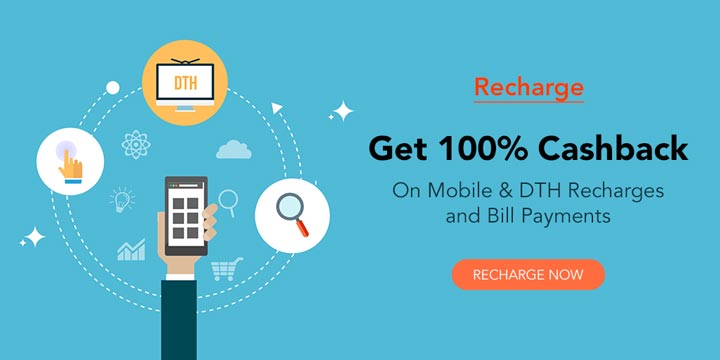 DTH
Recharge
Get 100% Cashback
On Mobile & DTH Recharges
and Bill Payments
RECHARGE NOW